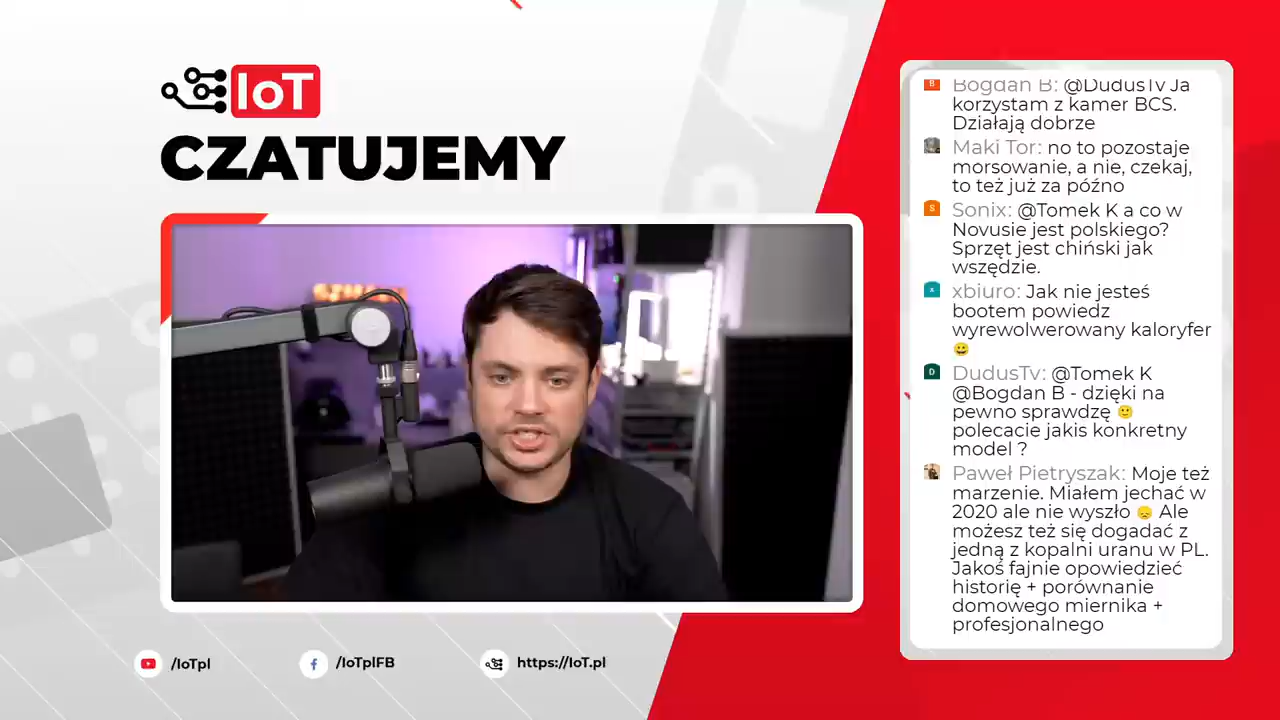 IoT
CZATUJEMY
Bogdan B: @DudusTv Ja
korzystam z kamer BCS.
Działają dobrze
Maki Tor: no to pozostaje
morsowanie, a nie, czekaj,
to też już za późno
Sonix: @Tomek K a co w
Novusie jest polskiego?
Sprzęt jest chiński jak
wszędzie.
xbiuro: Jak nie jesteś
bootem powiedz
wyrewolwerowany kaloryfer
😀
DudusTv: @Tomek K
@Bogdan B - dzięki na
pewno sprawdzę 🙂
polecacie jakis konkretny
model ?
Paweł Pietryszak: Moje też
marzenie. Miałem jechać w
2020 ale nie wyszło 😞 Ale
możesz też się dogadać z
jedną z kopalni uranu w PL.
Jakoś fajnie opowiedzieć
historię + porównanie
domowego miernika +
profesjonalnego
/IoTpl
/IoTplFB
https://IoT.pl